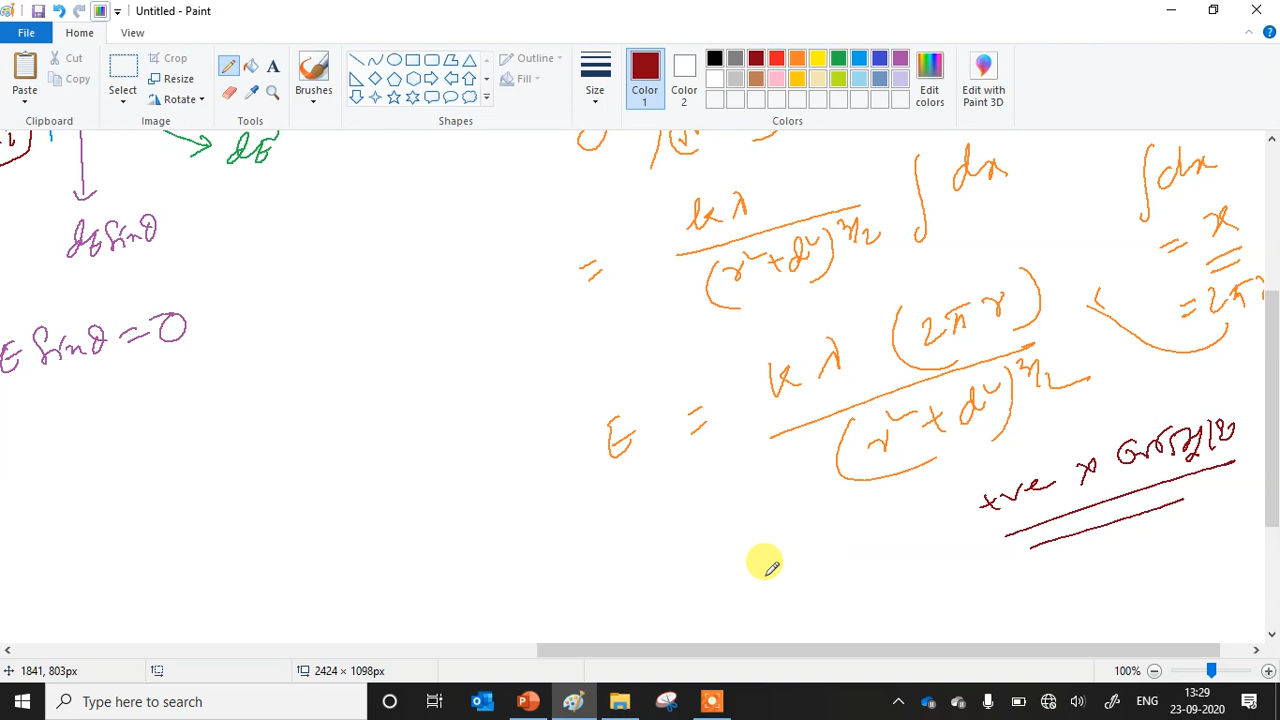 Untitled - Paint
File Home View
Paste
Cut
Copy
Clipboard
Select
Crop
Resize
Rotate
Image
A
Tools
Brushes
Shapes
Outline
Fill
Size
Color 1
Color 2
Edit colors
Colors
Edit with Paint 3D
dE
dE Sinθ
E Sinθ = 0
= kλ / (r² + d²)^3/2 ∫ dx
∫ dx
= x
= 2π
E = kλ (2πr) / (r² + d²)^3/2
+ve x
1841, 803px
2424 × 1098px
100%
Type here to search
ENG
13:29
23-09-2020